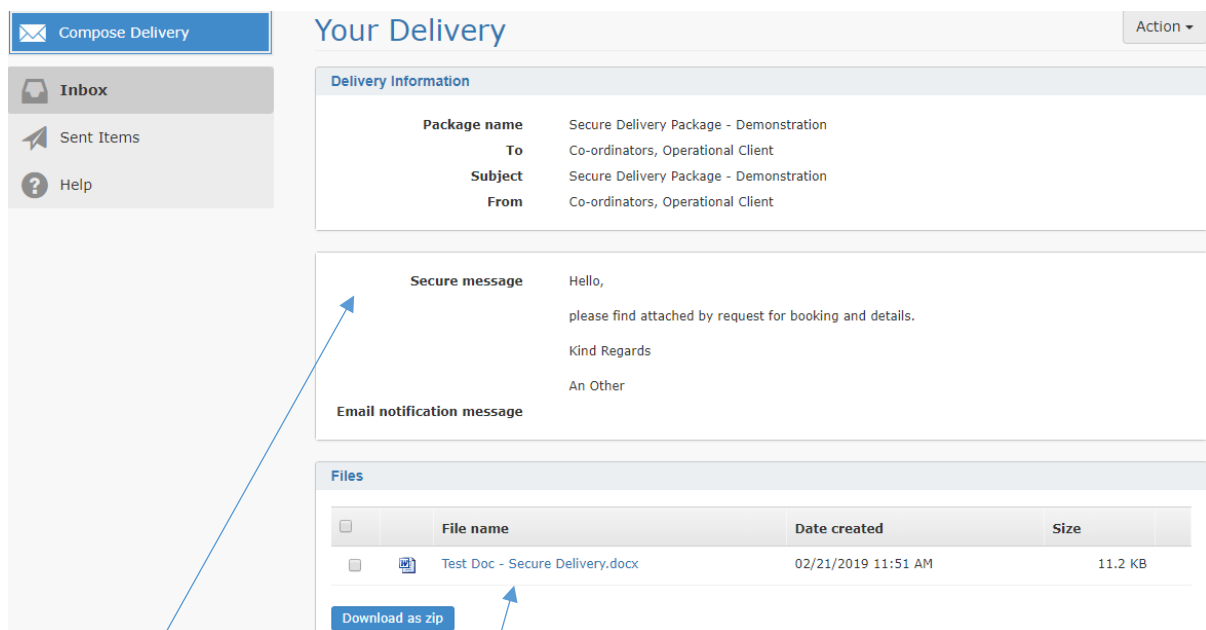 Compose Delivery
Inbox
Sent Items
Help
Your Delivery
Action
Delivery Information
Package name Secure Delivery Package - Demonstration
To Co-ordinators, Operational Client
Subject Secure Delivery Package - Demonstration
From Co-ordinators, Operational Client
Secure message Hello,
please find attached by request for booking and details.
Kind Regards
An Other
Email notification message
Files
File name Date created Size
Test Doc - Secure Delivery.docx 02/21/2019 11:51 AM 11.2 KB
Download as zip